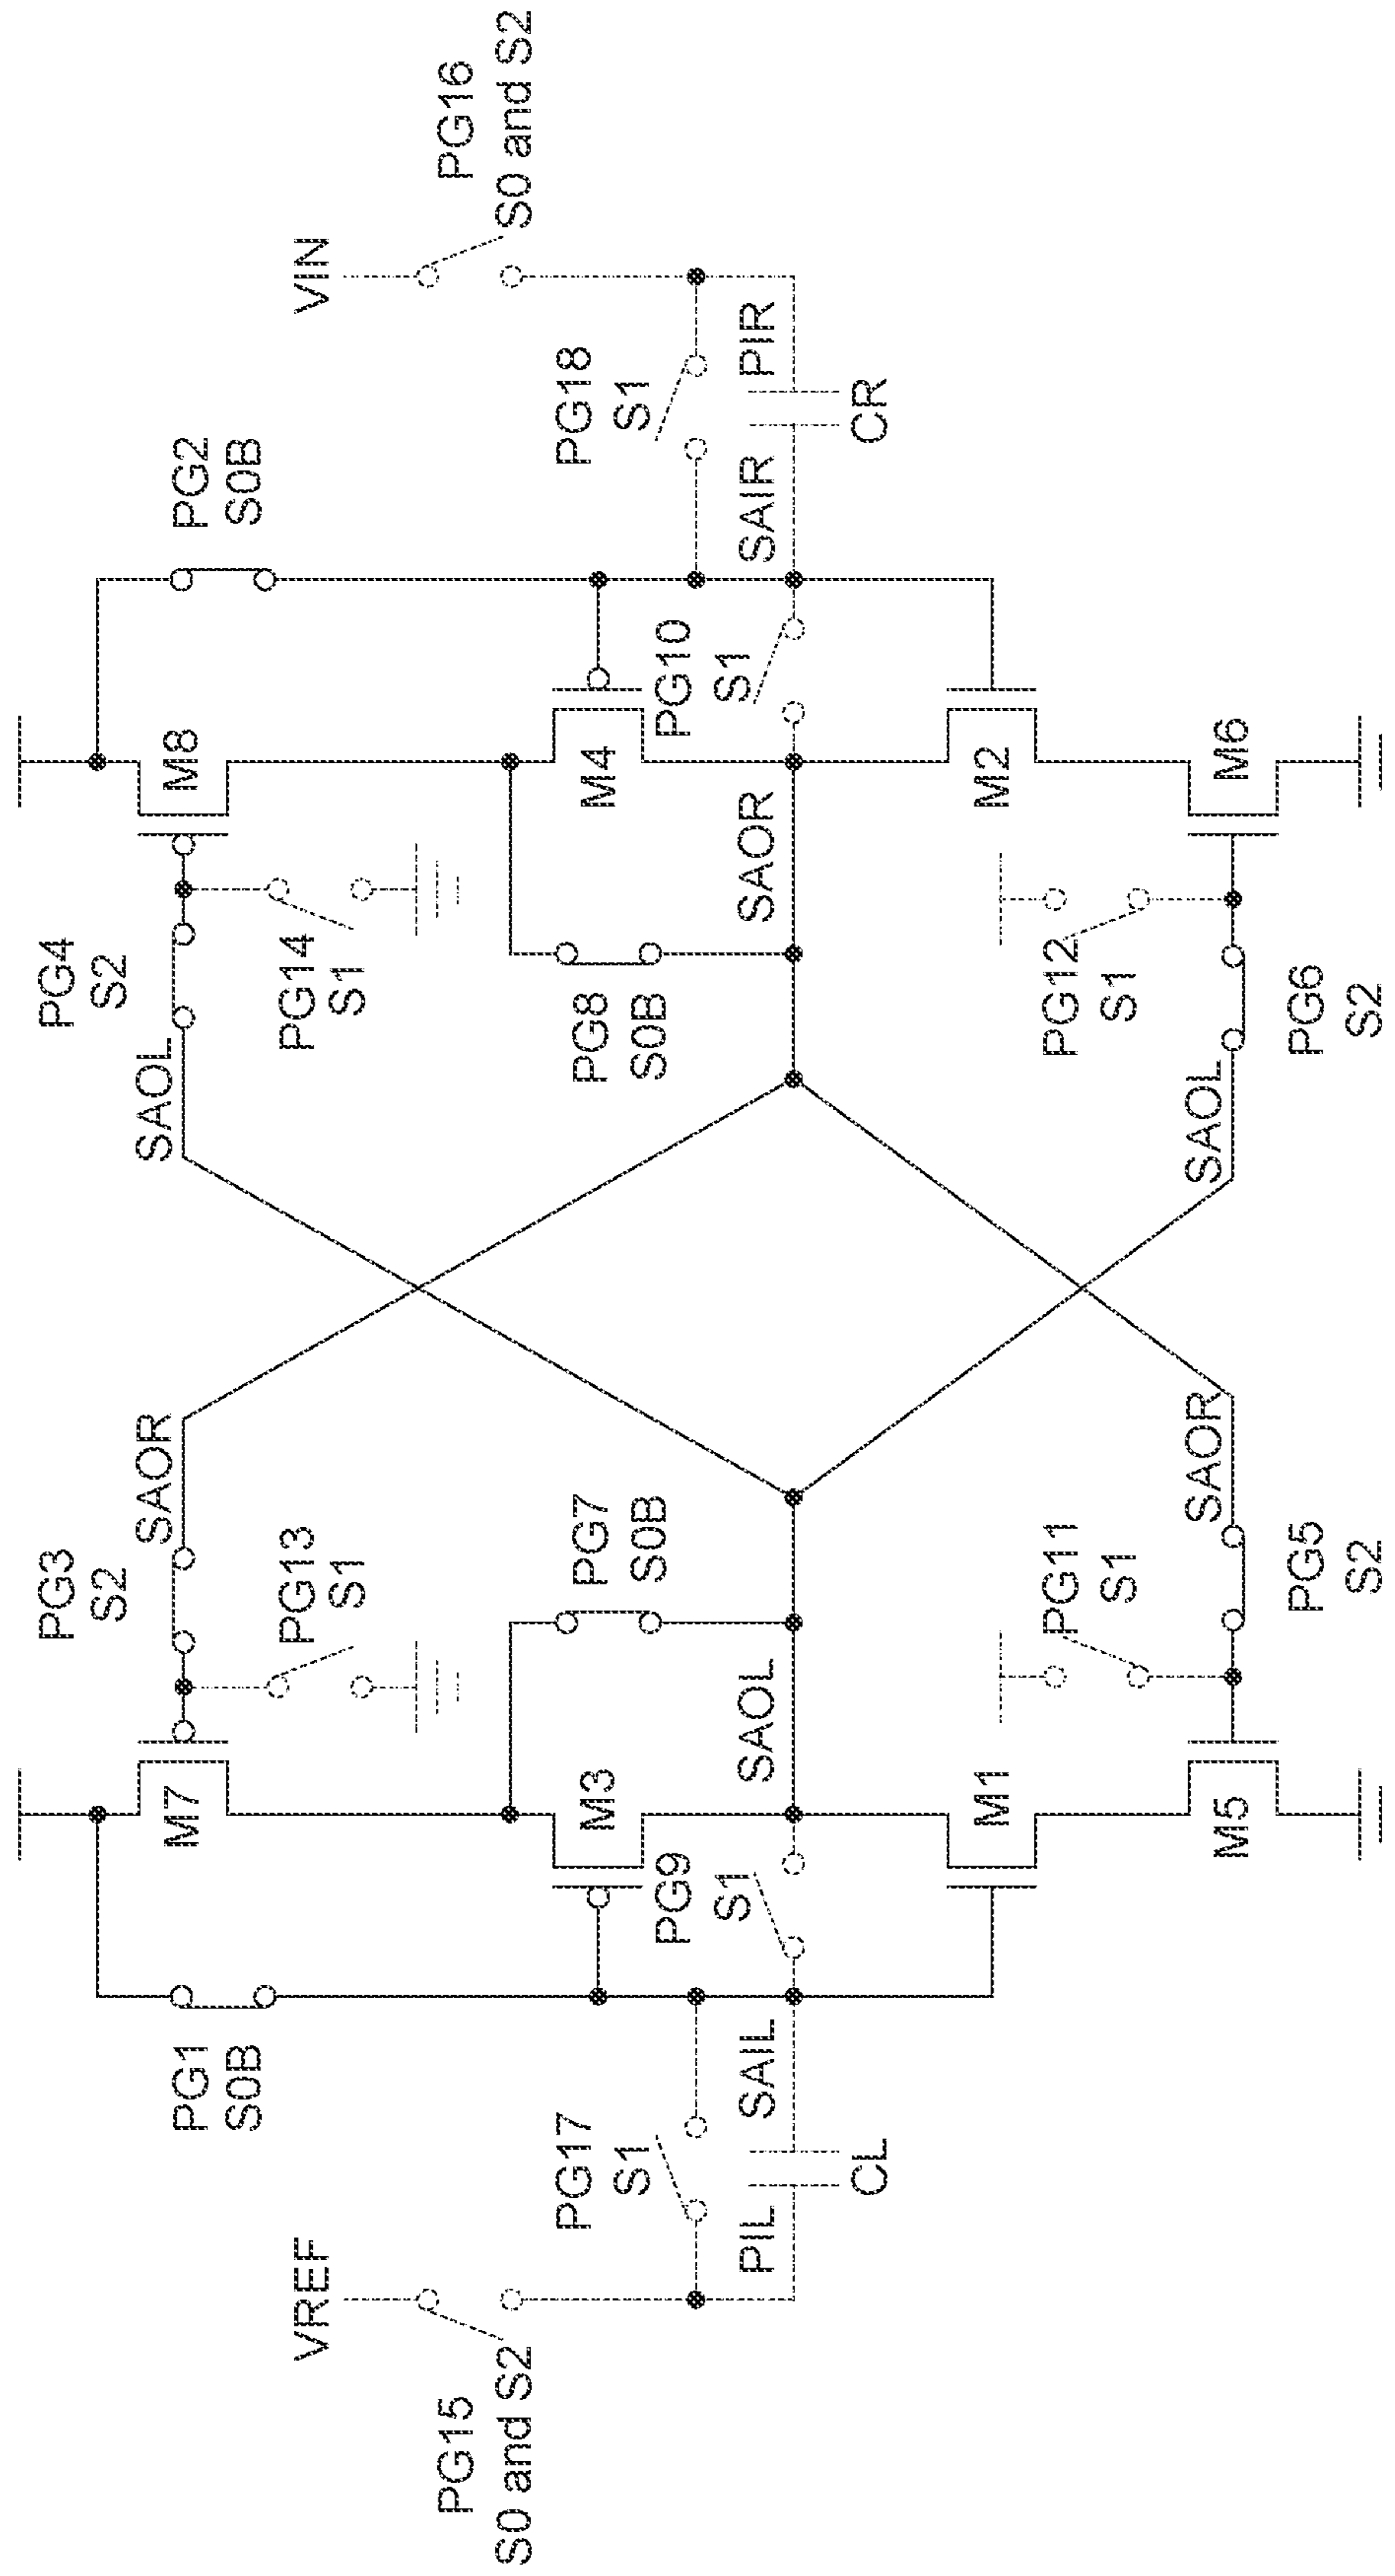 PG3
S2
PG4
S2
SAOR
SAOL
PG1
S0B
M7
M8
PG2
S0B
VREF
PG13
S1
PG14
S1
VIN
PG15
S0 and S2
PG16
S0 and S2
PG17
S1
M3
PG7
S0B
PG8
S0B
M4
PG18
S1
PG9
S1
PG10
S1
PIL
SAIL
SAOL
SAOR
SAIR
PIR
CL
CR
M1
M2
PG11
S1
PG12
S1
SAOR
SAOL
M5
M6
PG5
S2
PG6
S2